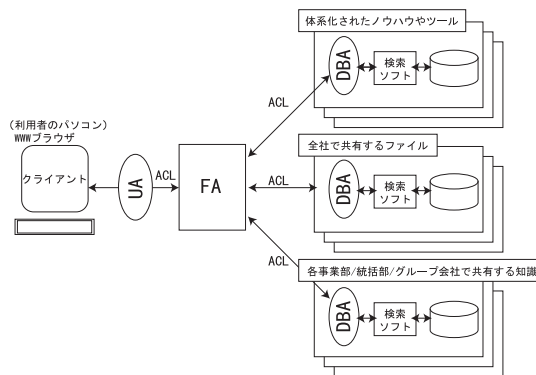 体系化されたノウハウやツール
DBA
検索
ソフト
ACL
(利用者のパソコン)
WWWブラウザ
クライアント
UA
ACL
FA
全社で共有するファイル
ACL
DBA
検索
ソフト
ACL
各事業部/統括部/グループ会社で共有する知識
DBA
検索
ソフト